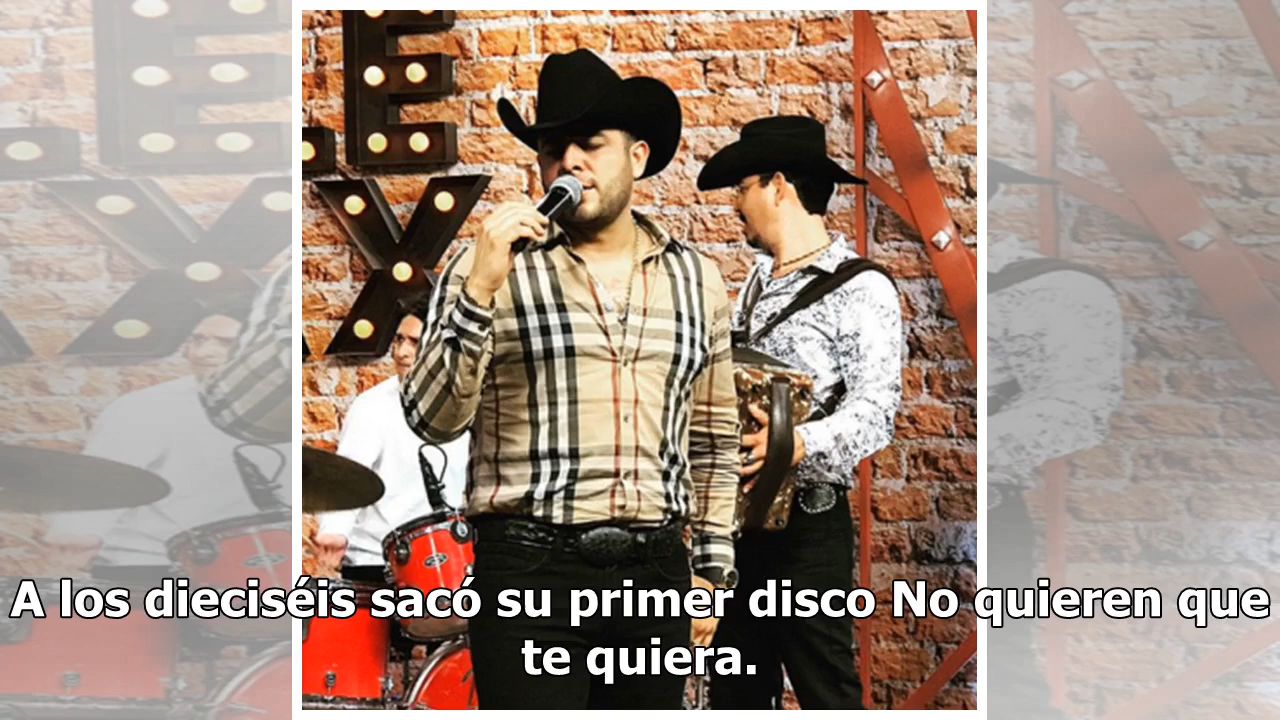 E
X
A los dieciséis sacó su primer disco No quieren que
te quiera.